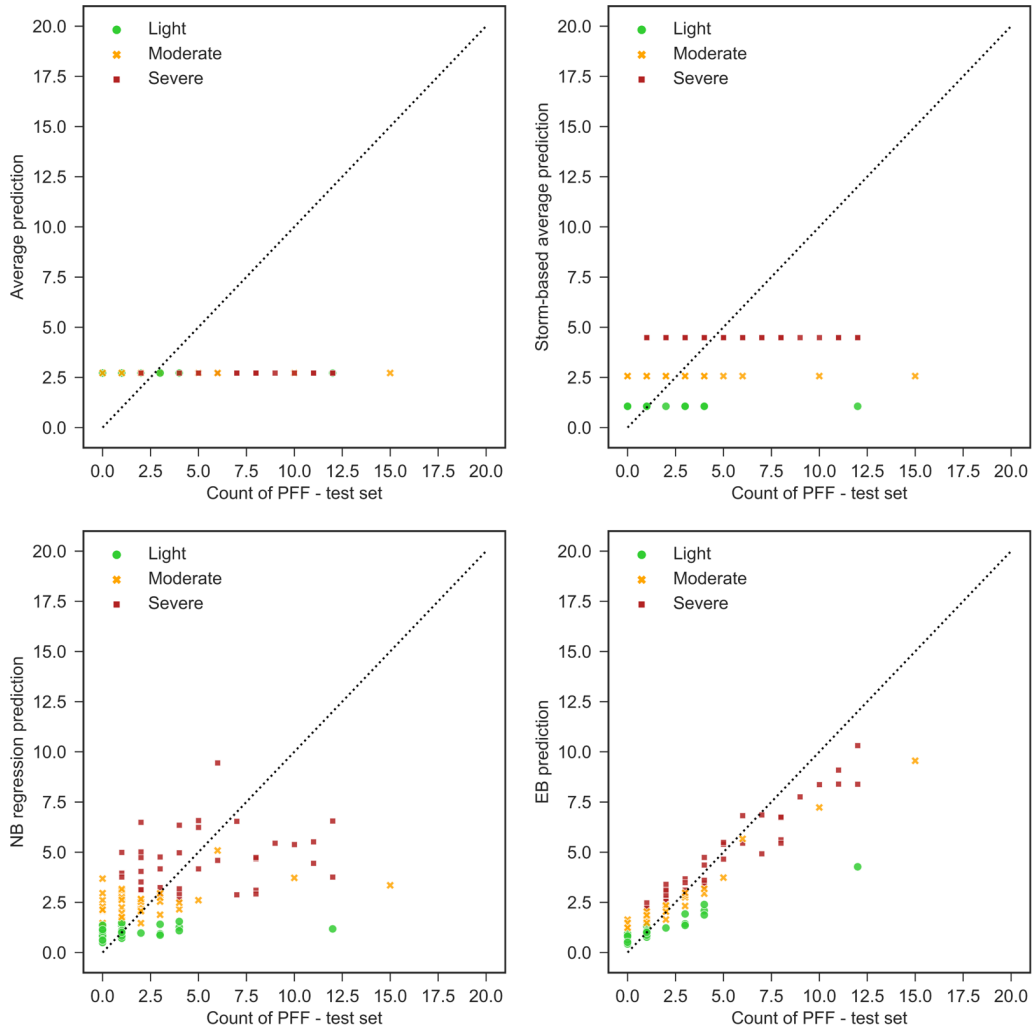 20.0
17.5
15.0
12.5
10.0
7.5
5.0
2.5
0.0
Average prediction
Light
Moderate
Severe
0.0 2.5 5.0 7.5 10.0 12.5 15.0 17.5 20.0
Count of PFF - test set
20.0
17.5
15.0
12.5
10.0
7.5
5.0
2.5
0.0
Storm-based average prediction
Light
Moderate
Severe
0.0 2.5 5.0 7.5 10.0 12.5 15.0 17.5 20.0
Count of PFF - test set
20.0
17.5
15.0
12.5
10.0
7.5
5.0
2.5
0.0
NB regression prediction
Light
Moderate
Severe
0.0 2.5 5.0 7.5 10.0 12.5 15.0 17.5 20.0
Count of PFF - test set
20.0
17.5
15.0
12.5
10.0
7.5
5.0
2.5
0.0
EB prediction
Light
Moderate
Severe
0.0 2.5 5.0 7.5 10.0 12.5 15.0 17.5 20.0
Count of PFF - test set